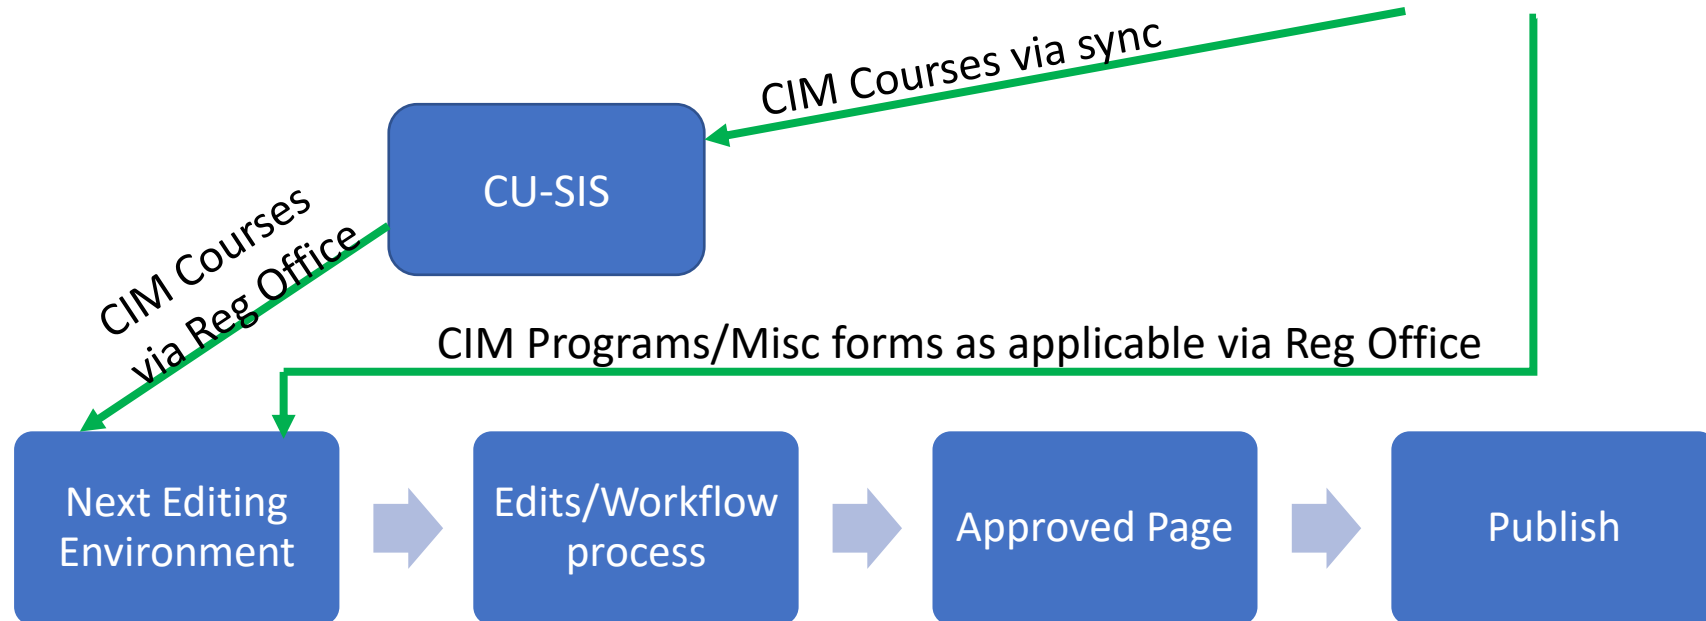 CIM Courses via sync
CU-SIS
CIM Courses
via Reg Office
CIM Programs/Misc forms as applicable via Reg Office
Next Editing
Environment
Edits/Workflow
process
Approved Page
Publish